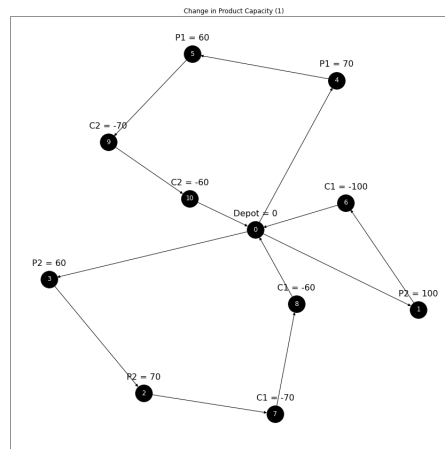 Change in Product Capacity (1)
P1 = 60
5
P1 = 70
4
C2 = -70
9
C2 = -60
10
C1 = -100
6
Depot = 0
0
P2 = 60
3
C1 = -60
8
P2 = 100
1
P2 = 70
2
C1 = -70
7